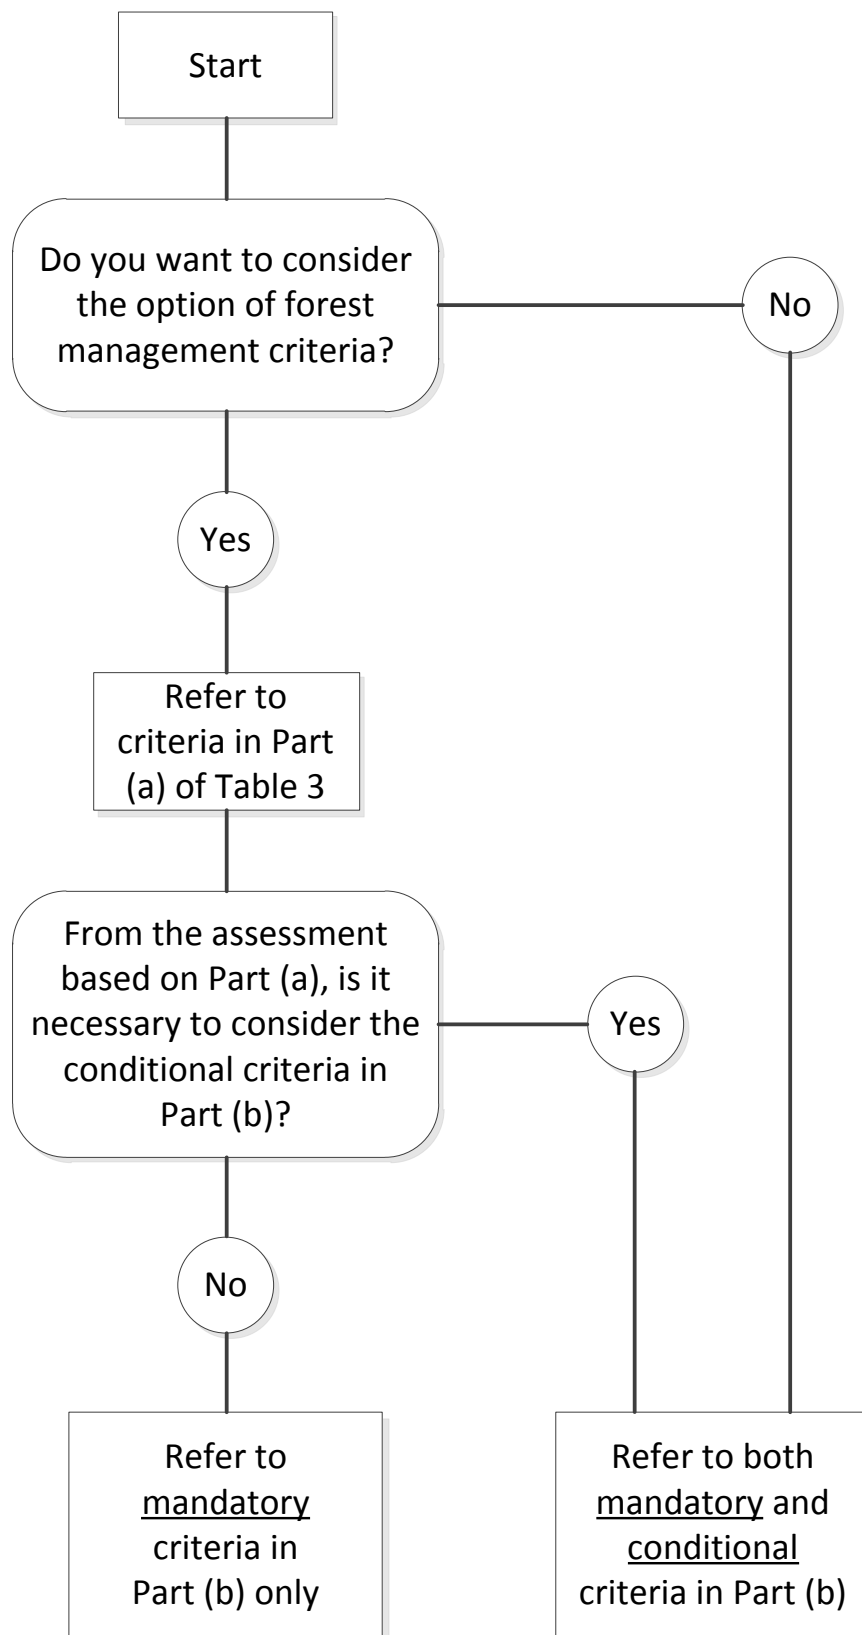 Start
Do you want to consider
the option of forest
management criteria?
No
Yes
Refer to
criteria in Part
(a) of Table 3
From the assessment
based on Part (a), is it
necessary to consider the
conditional criteria in
Part (b)?
Yes
No
Refer to
mandatory
criteria in
Part (b) only
Refer to both
mandatory and
conditional
criteria in Part (b)